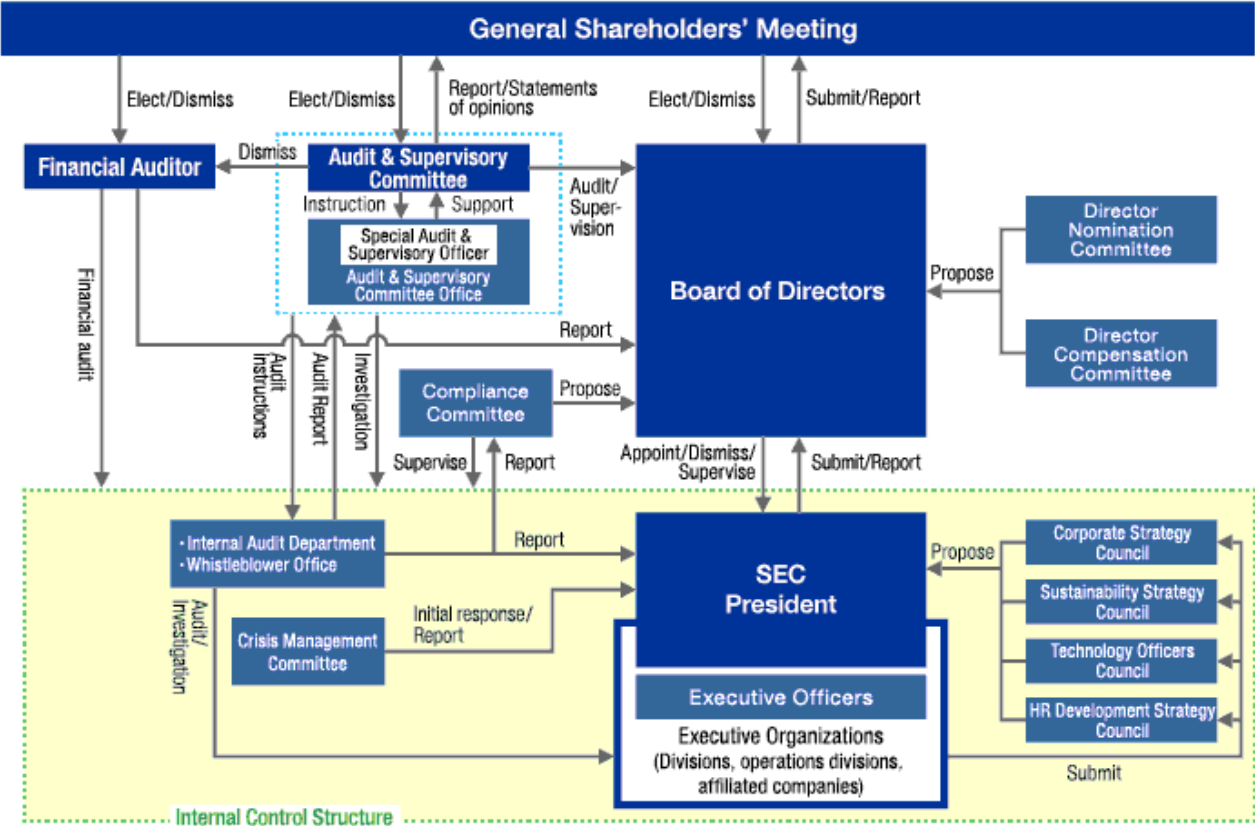 General Shareholders' Meeting
Elect/Dismiss
Elect/Dismiss
Report/Statements
of opinions
Elect/Dismiss
Submit/Report
Financial Auditor
Dismiss
Audit & Supervisory
Committee
Audit/
Super-
vision
Instruction
Support
Special Audit &
Supervisory Officer
Audit & Supervisory
Committee Office
Board of Directors
Propose
Director
Nomination
Committee
Director
Compensation
Committee
Financial audit
Report
Audit
instructions
Audit Report
Investigation
Compliance
Committee
Propose
Supervise
Report
Appoint/Dismiss/
Supervise
Submit/Report
・Internal Audit Department
・Whistleblower Office
Report
SEC
President
Propose
Corporate Strategy
Council
Sustainability Strategy
Council
Technology Officers
Council
HR Development Strategy
Council
Audit/
Investigation
Crisis Management
Committee
Initial response/
Report
Executive Officers
Executive Organizations
(Divisions, operations divisions,
affiliated companies)
Submit
Internal Control Structure